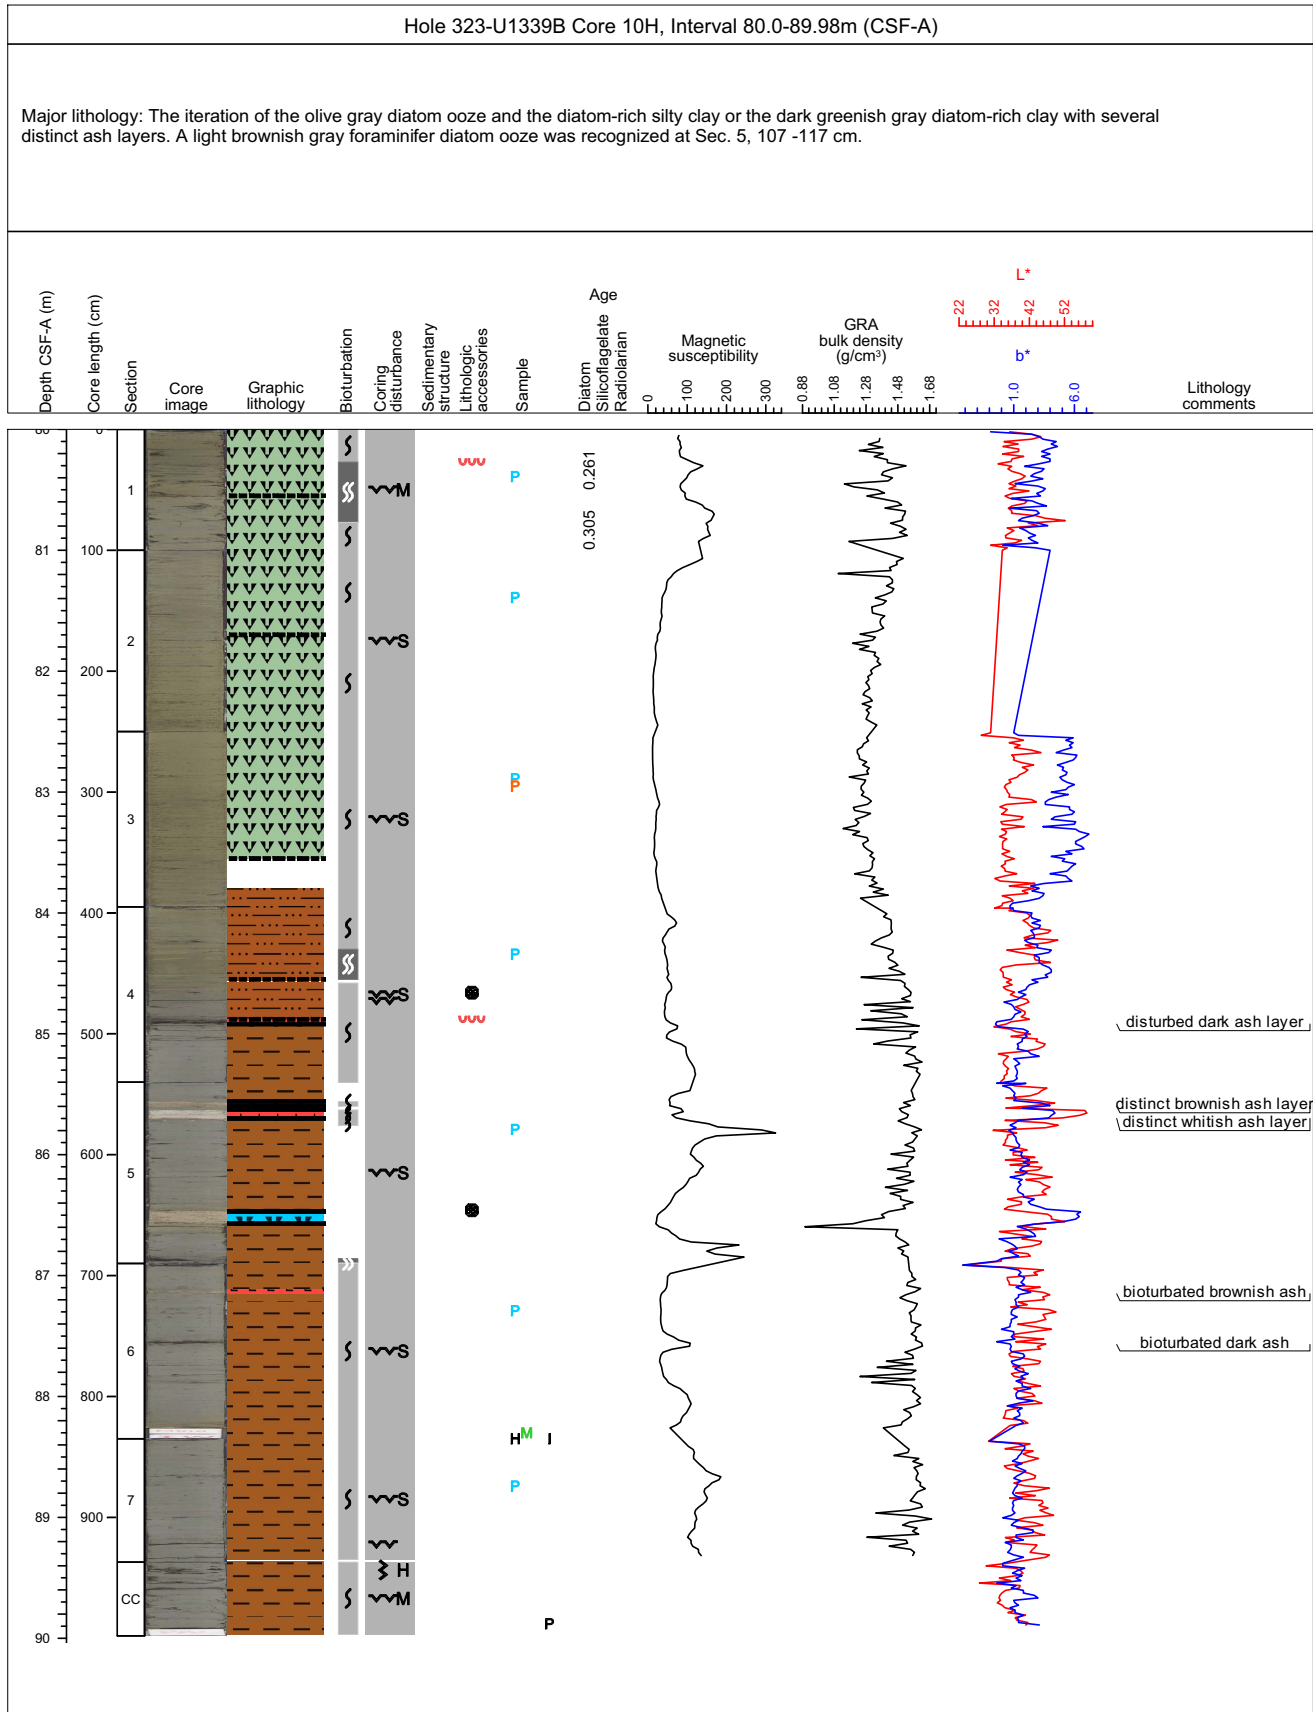 Hole 323-U1339B Core 10H, Interval 80.0-89.98m (CSF-A)
Major lithology: The iteration of the olive gray diatom ooze and the diatom-rich silty clay or the dark greenish gray diatom-rich clay with several
distinct ash layers. A light brownish gray foraminifer diatom ooze was recognized at Sec. 5, 107 -117 cm.
Depth CSF-A (m)
Core length (cm)
Section
Core
image
Graphic
lithology
Bioturbation
Coring
disturbance
Sedimentary
structure
Lithologic
accessories
Sample
Age
Diatom
Silicoflagelate
Radiolarian
Magnetic
susceptibility
0 100 200 300
GRA
bulk density
(g/cm³)
0.88 1.08 1.28 1.48 1.68
L*
22 32 42 52
b*
1.0 6.0
Lithology
comments
80 0
1
M
P
0.261
0.305
81 100
P
2
S
82 200
P
P
83 300
3
S
84 400
P
4
S
85 500
disturbed dark ash layer
distinct brownish ash layer
distinct whitish ash layer
P
86 600
5
S
87 700
bioturbated brownish ash
P
bioturbated dark ash
6
S
88 800
H M I
P
7
S
89 900
H
CC
M
P
90